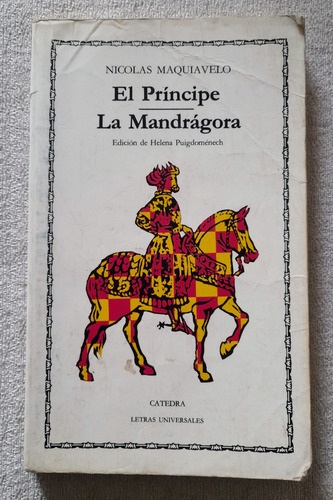 NICOLAS MAQUIAVELO
El Príncipe
La Mandrágora
Edición de Helena Puigdoménech
CATEDRA
LETRAS UNIVERSALES